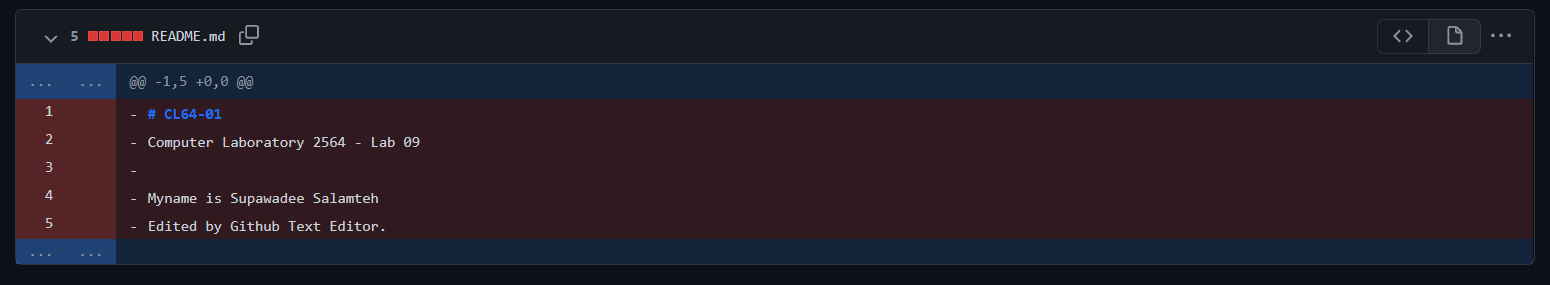 5 README.md
... ... @@ -1,5 +0,0 @@
1 - # CL64-01
2 - Computer Laboratory 2564 - Lab 09
3 -
4 - Myname is Supawadee Salamteh
5 - Edited by Github Text Editor.
... ...